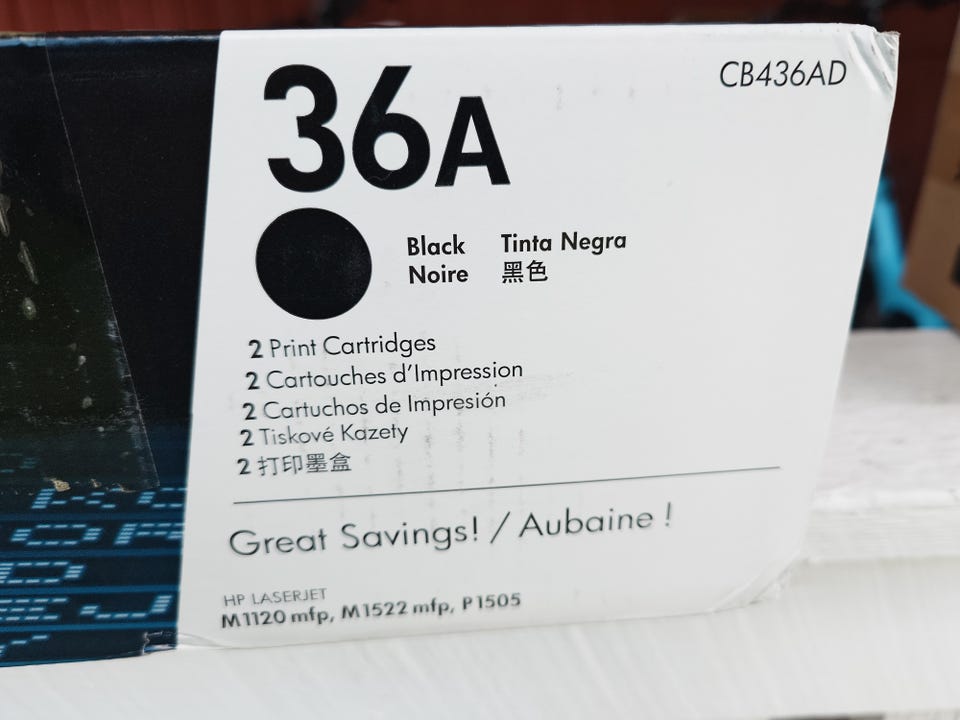 36A
CB436AD
Black Tinta Negra
Noire 黑色
2 Print Cartridges
2 Cartouches d'Impression
2 Cartuchos de Impresión
2 Tiskové Kazety
2 打印墨盒
Great Savings! / Aubaine !
HP LASERJET
M1120 mfp, M1522 mfp, P1505